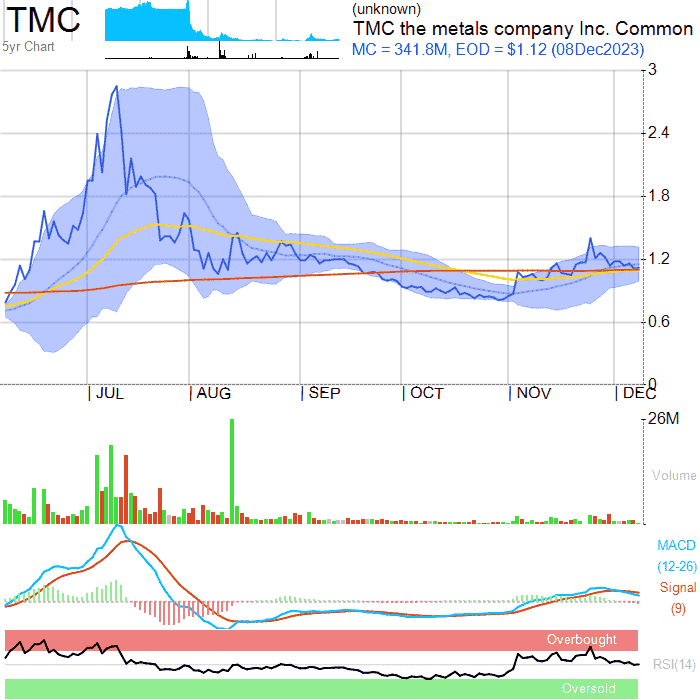 TMC
5yr Chart
(unknown)
TMC the metals company Inc. Common
MC = 341.8M, EOD = $1.12 (08Dec2023)
3
2.4
1.8
1.2
0.6
0
JUL AUG SEP OCT NOV DEC
26M
Volume
MACD
(12-26)
Signal
(9)
Overbought
RSI(14)
Oversold